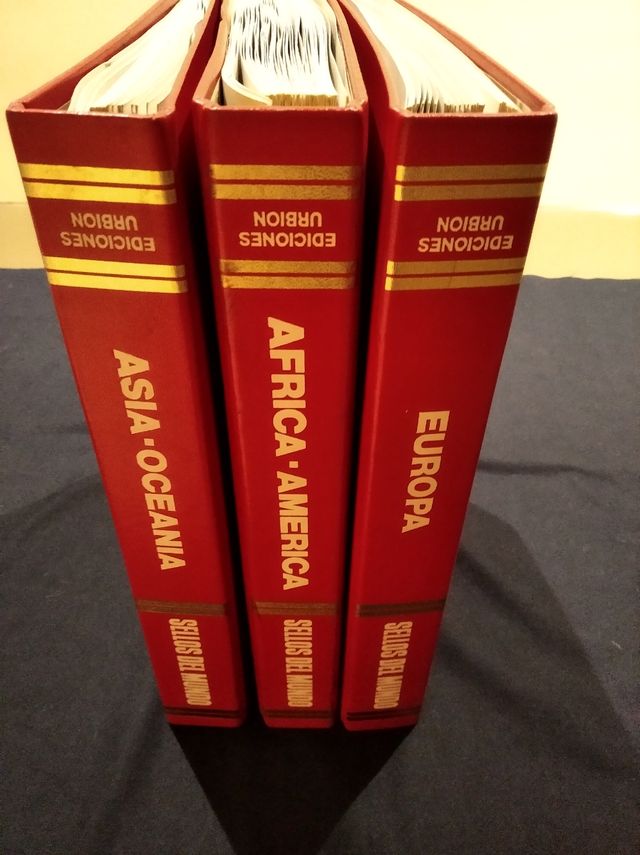 EDICIONES
URBION
ASIA·OCEANIA
SELLOS DEL MUNDO
EDICIONES
URBION
AFRICA·AMERICA
SELLOS DEL MUNDO
EDICIONES
URBION
EUROPA
SELLOS DEL MUNDO